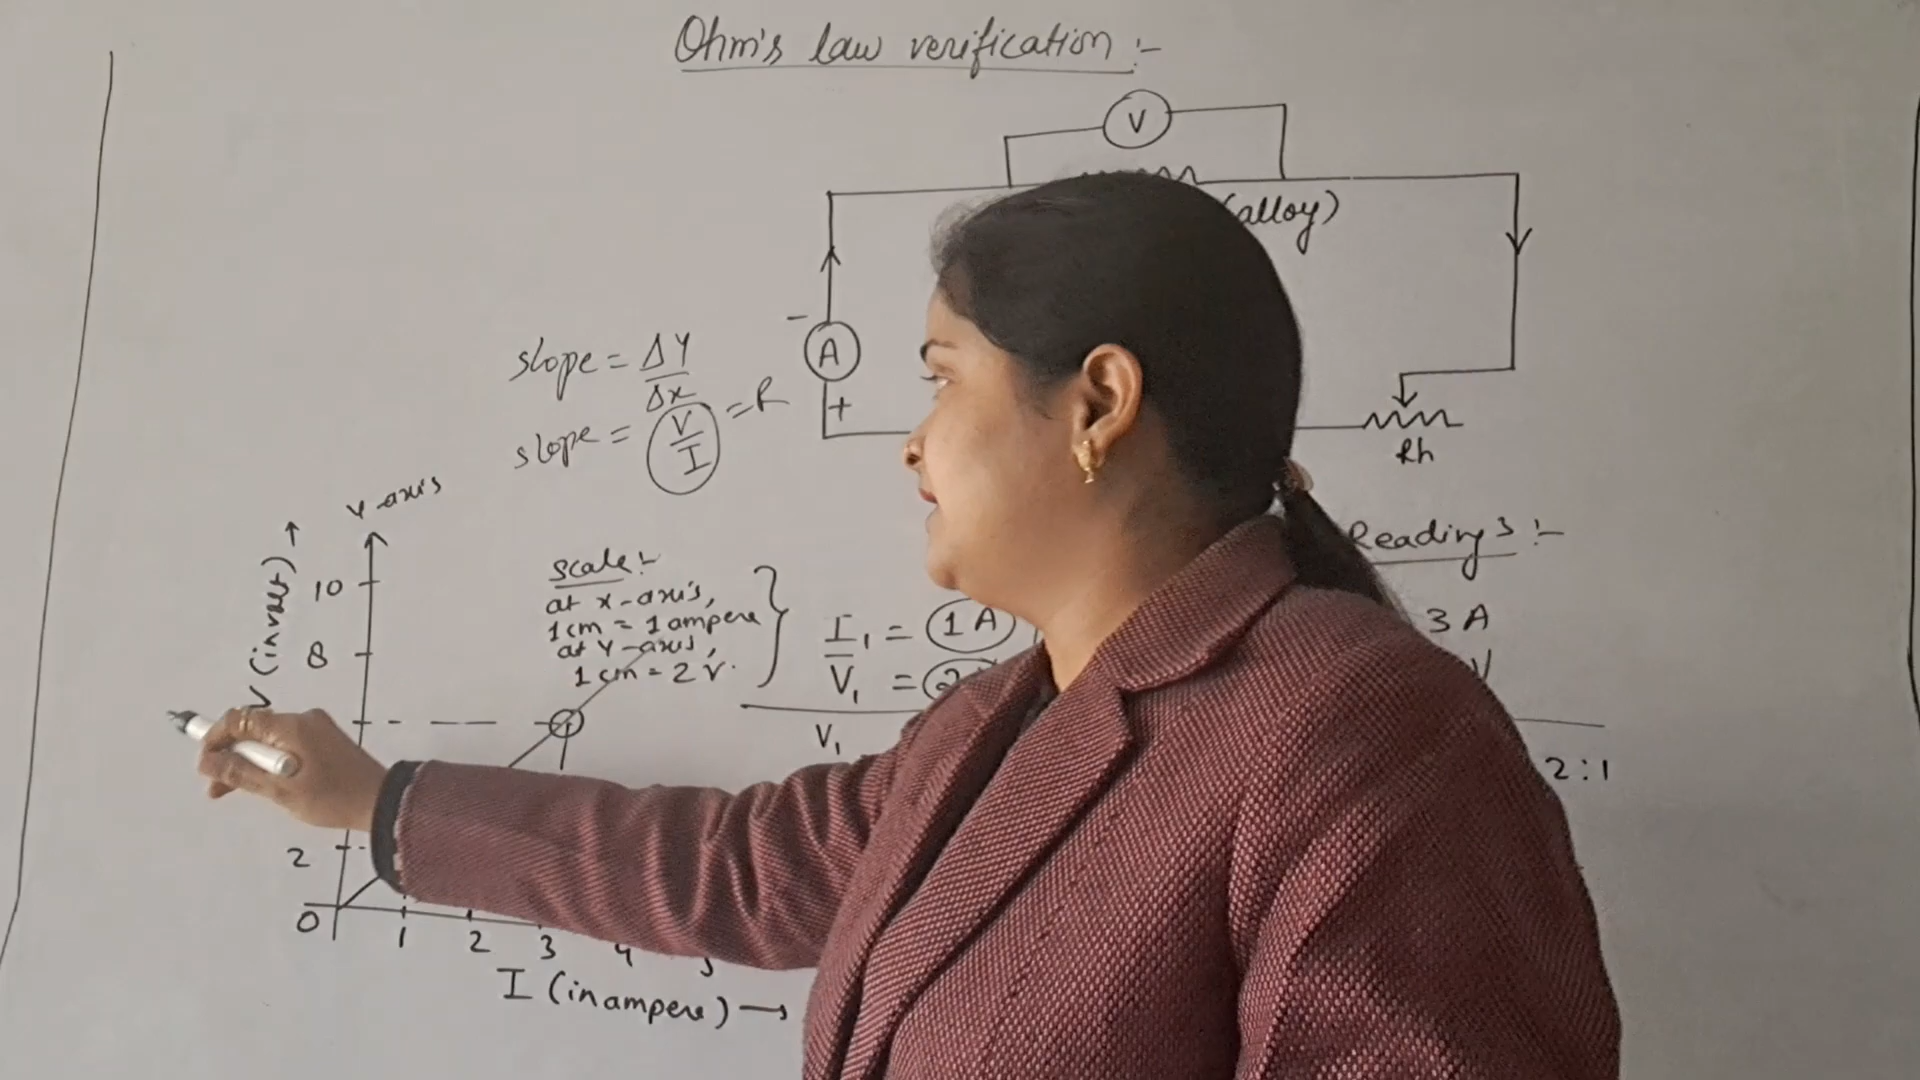 Ohm's law verification :-
V
(alloy)
-
A
+
Rh
slope = ΔY/Δx
slope = V/I = R
Y-axis
V (in volt) →
10
8
2
0
1 2 3 4 5
I (in ampere) →
Scale :-
at x-axis,
1 cm = 1 ampere
at Y-axis,
1 cm = 2 V.
Readings :-
I₁ = 1 A
3 A
V₁ = 2
V
V₁
2 : 1